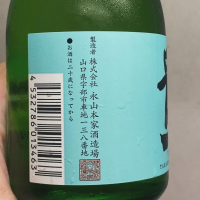 製造者 株式会社 永山本家酒造場
山口県宇部市車地一三八番地
●お酒は二十歳になってから
4532860134633